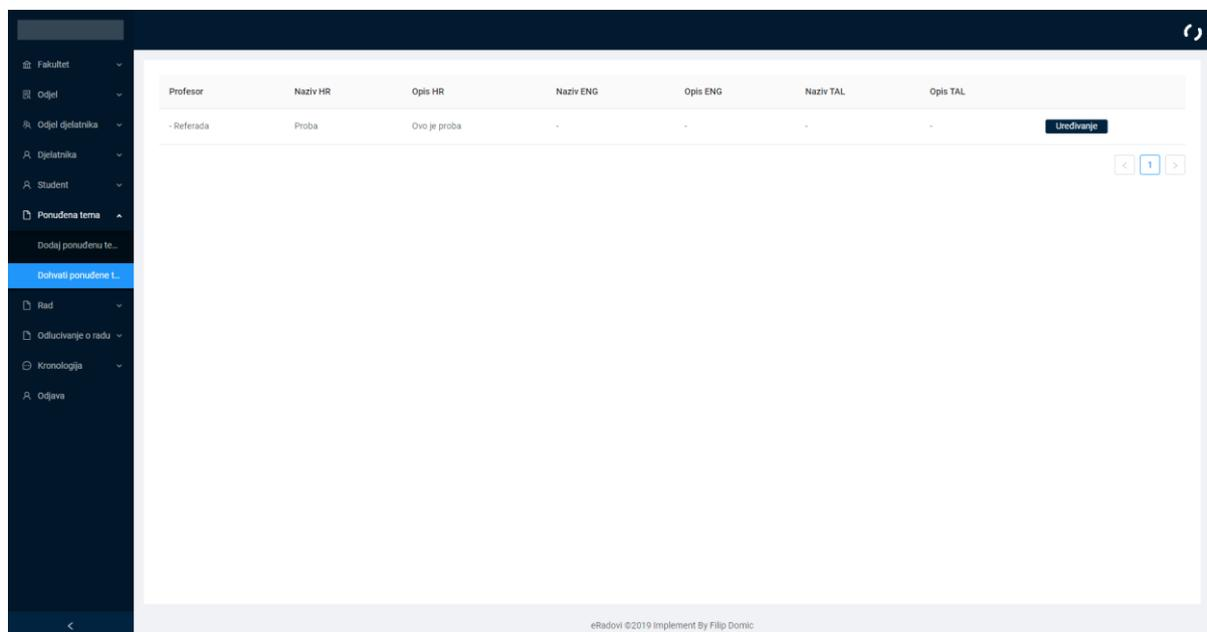 Fakultet
Odjel
Odjel djelatnika
Djelatnika
Student
Ponuđena tema
Dodaj ponuđenu te...
Dohvati ponuđene t...
Rad
Odlucivanje o radu
Kronologija
Odjava
Profesor Naziv HR Opis HR Naziv ENG Opis ENG Naziv TAL Opis TAL
- Referada Proba Ovo je proba - - - - Uređivanje
< 1 >
<
eRadovi ©2019 Implement By Filip Domic